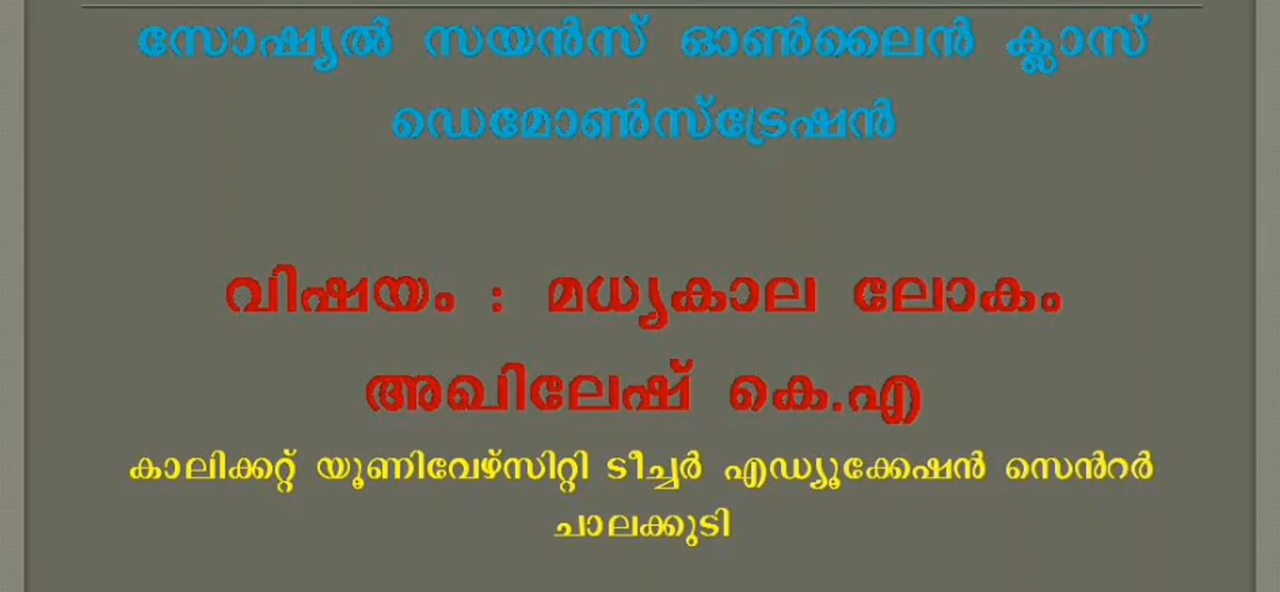 സോഷ്യൽ സയൻസ് ഓൺലൈൻ ക്ലാസ്
ഡെമോൺസ്ട്രേഷൻ
വിഷയം : മധ്യകാല ലോകം
അഖിലേഷ് കെ.എ
കാലിക്കറ്റ് യൂണിവേഴ്സിറ്റി ടീച്ചർ എഡ്യൂക്കേഷൻ സെൻറർ
ചാലക്കുടി